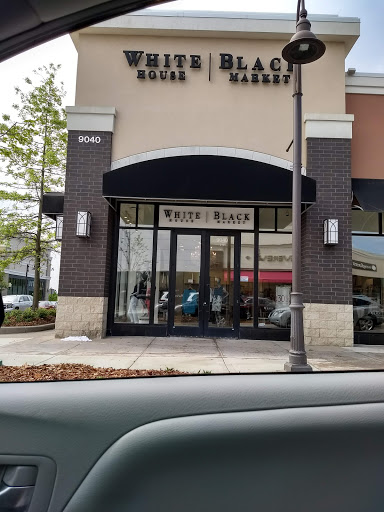 WHITE | BLACK
HOUSE | MARKET
9040
WHITE | BLACK
HOUSE | MARKET